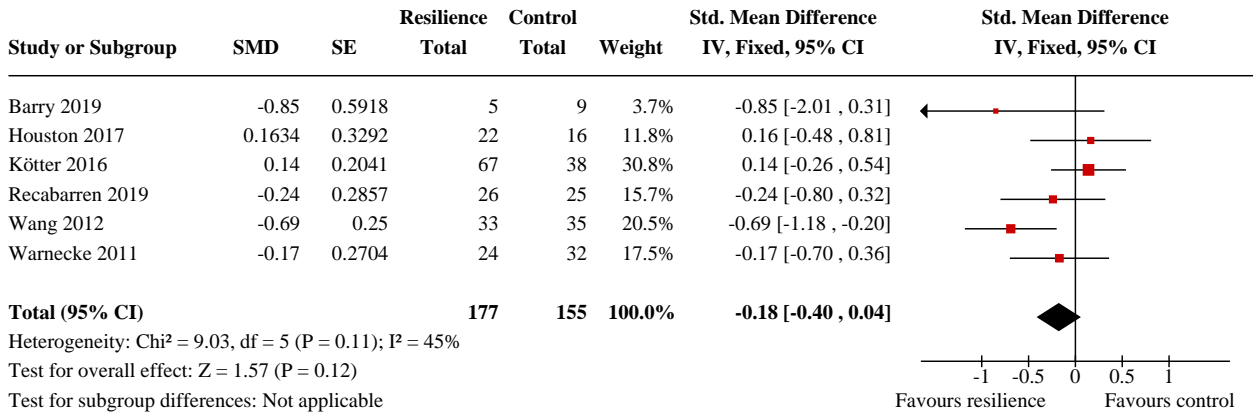 Resilience Control Std. Mean Difference Std. Mean Difference
Study or Subgroup SMD SE Total Total Weight IV, Fixed, 95% CI IV, Fixed, 95% CI
Barry 2019 -0.85 0.5918 5 9 3.7% -0.85 [-2.01 , 0.31]
Houston 2017 0.1634 0.3292 22 16 11.8% 0.16 [-0.48 , 0.81]
Kötter 2016 0.14 0.2041 67 38 30.8% 0.14 [-0.26 , 0.54]
Recabarren 2019 -0.24 0.2857 26 25 15.7% -0.24 [-0.80 , 0.32]
Wang 2012 -0.69 0.25 33 35 20.5% -0.69 [-1.18 , -0.20]
Warnecke 2011 -0.17 0.2704 24 32 17.5% -0.17 [-0.70 , 0.36]
Total (95% CI) 177 155 100.0% -0.18 [-0.40 , 0.04]
Heterogeneity: Chi² = 9.03, df = 5 (P = 0.11); I² = 45%
Test for overall effect: Z = 1.57 (P = 0.12)
-1 -0.5 0 0.5 1
Test for subgroup differences: Not applicable Favours resilience Favours control